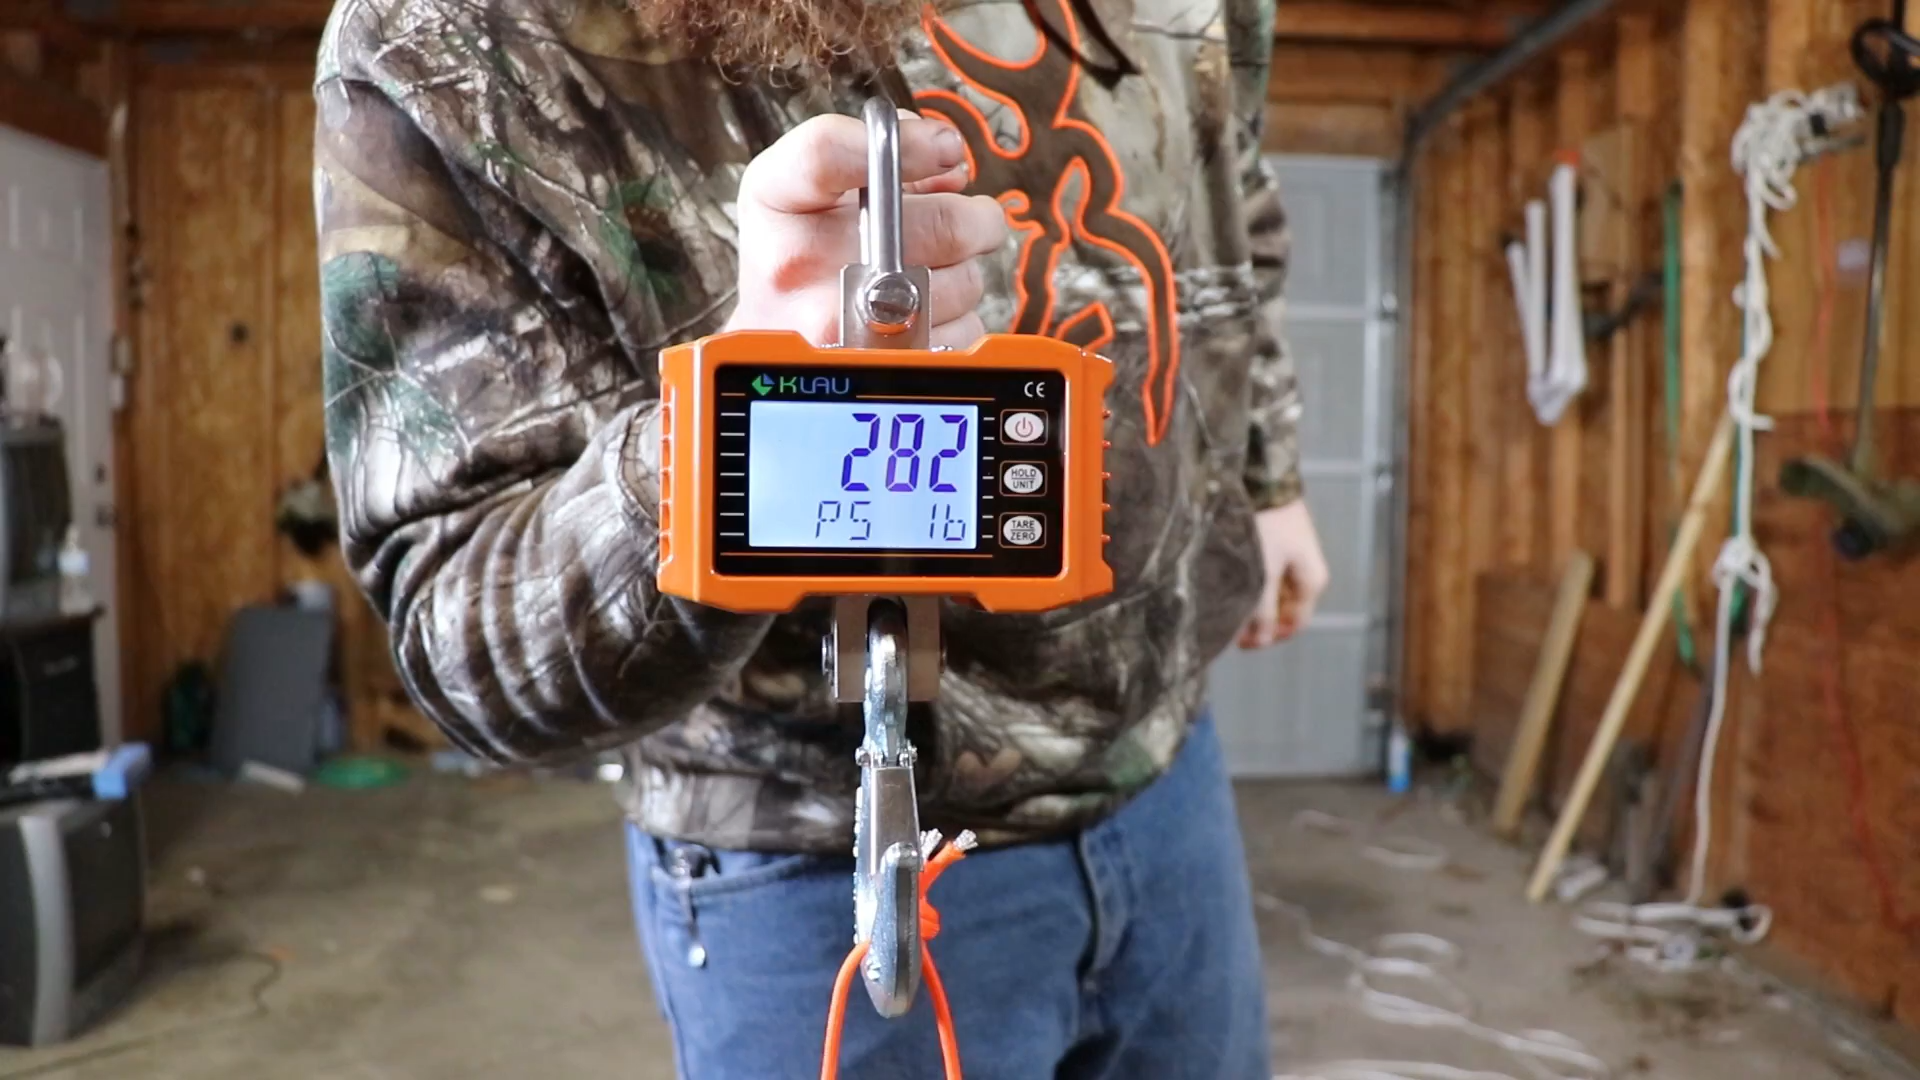 KLAU
CE
282
PS lb
HOLD
UNIT
TARE
ZERO